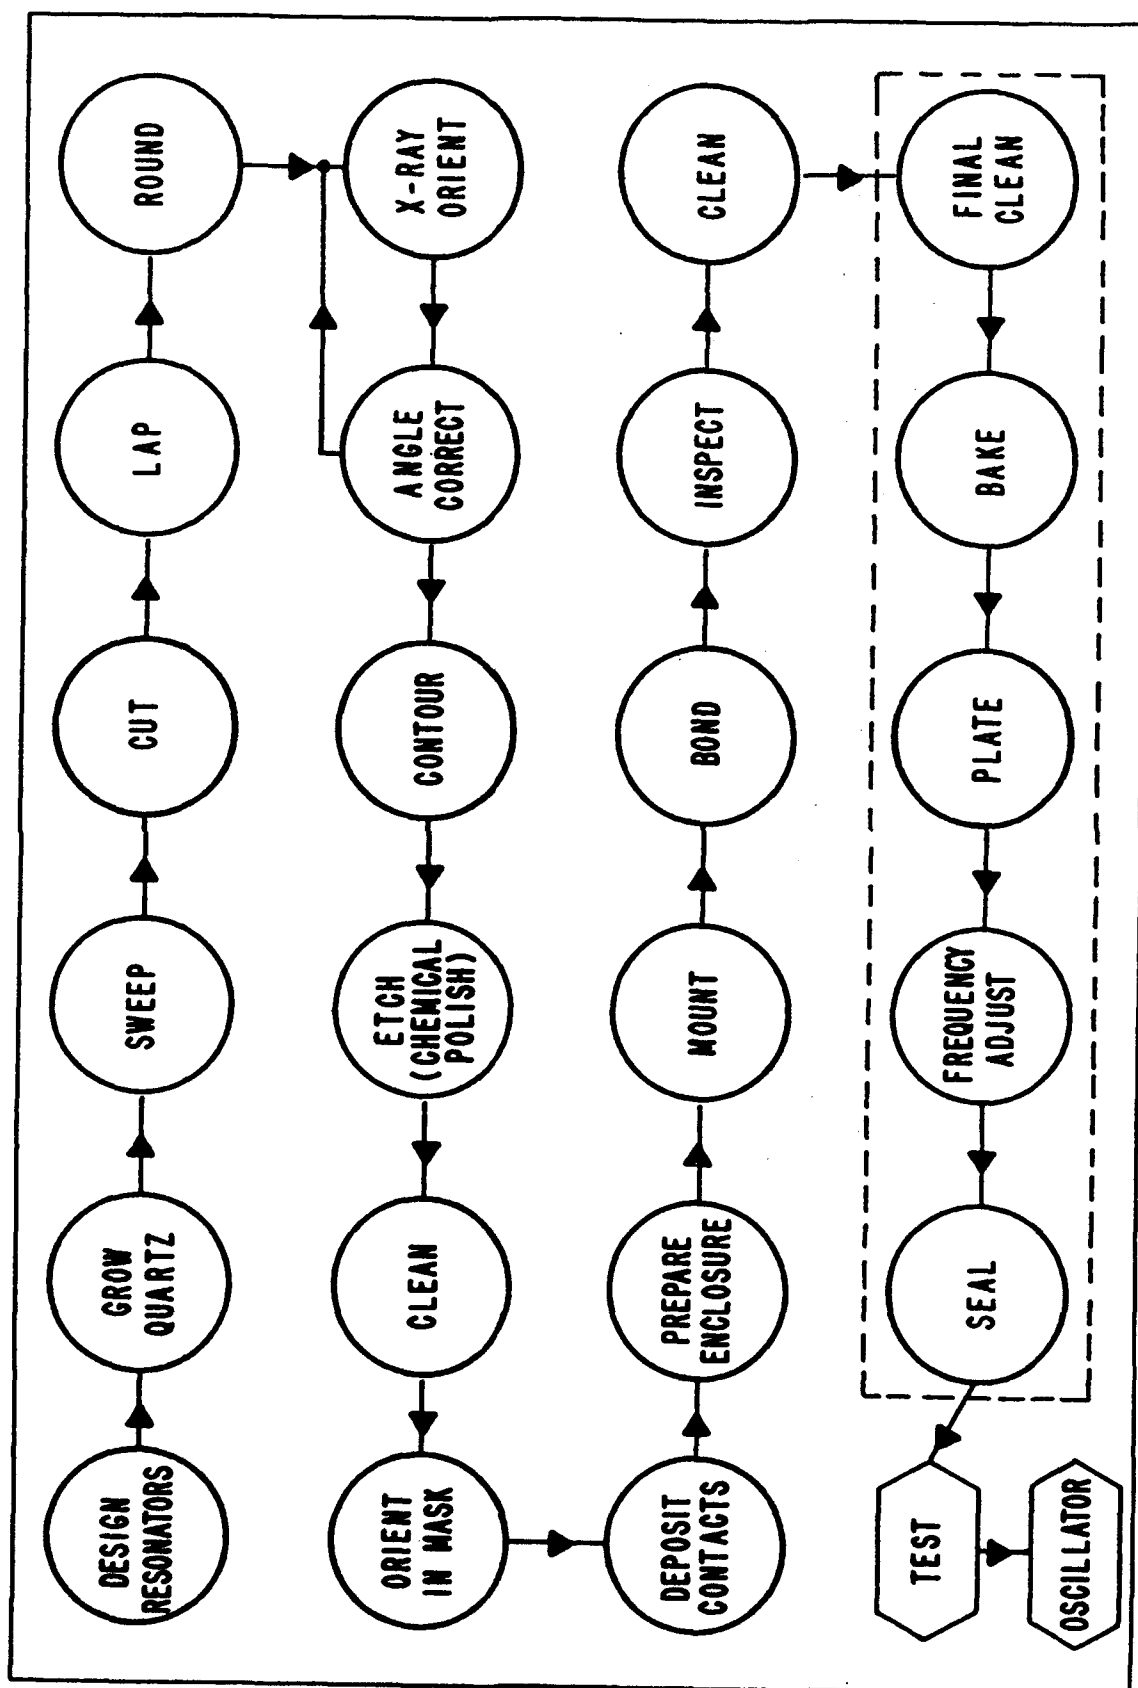 DESIGN
RESONATORS
GROW
QUARTZ
SWEEP
CUT
LAP
ROUND
X-RAY
ORIENT
ANGLE
CORRECT
CONTOUR
ETCH
(CHEMICAL
POLISH)
CLEAN
ORIENT
IN MASK
DEPOSIT
CONTACTS
PREPARE
ENCLOSURE
MOUNT
BOND
INSPECT
CLEAN
FINAL
CLEAN
BAKE
PLATE
FREQUENCY
ADJUST
SEAL
TEST
OSCILLATOR